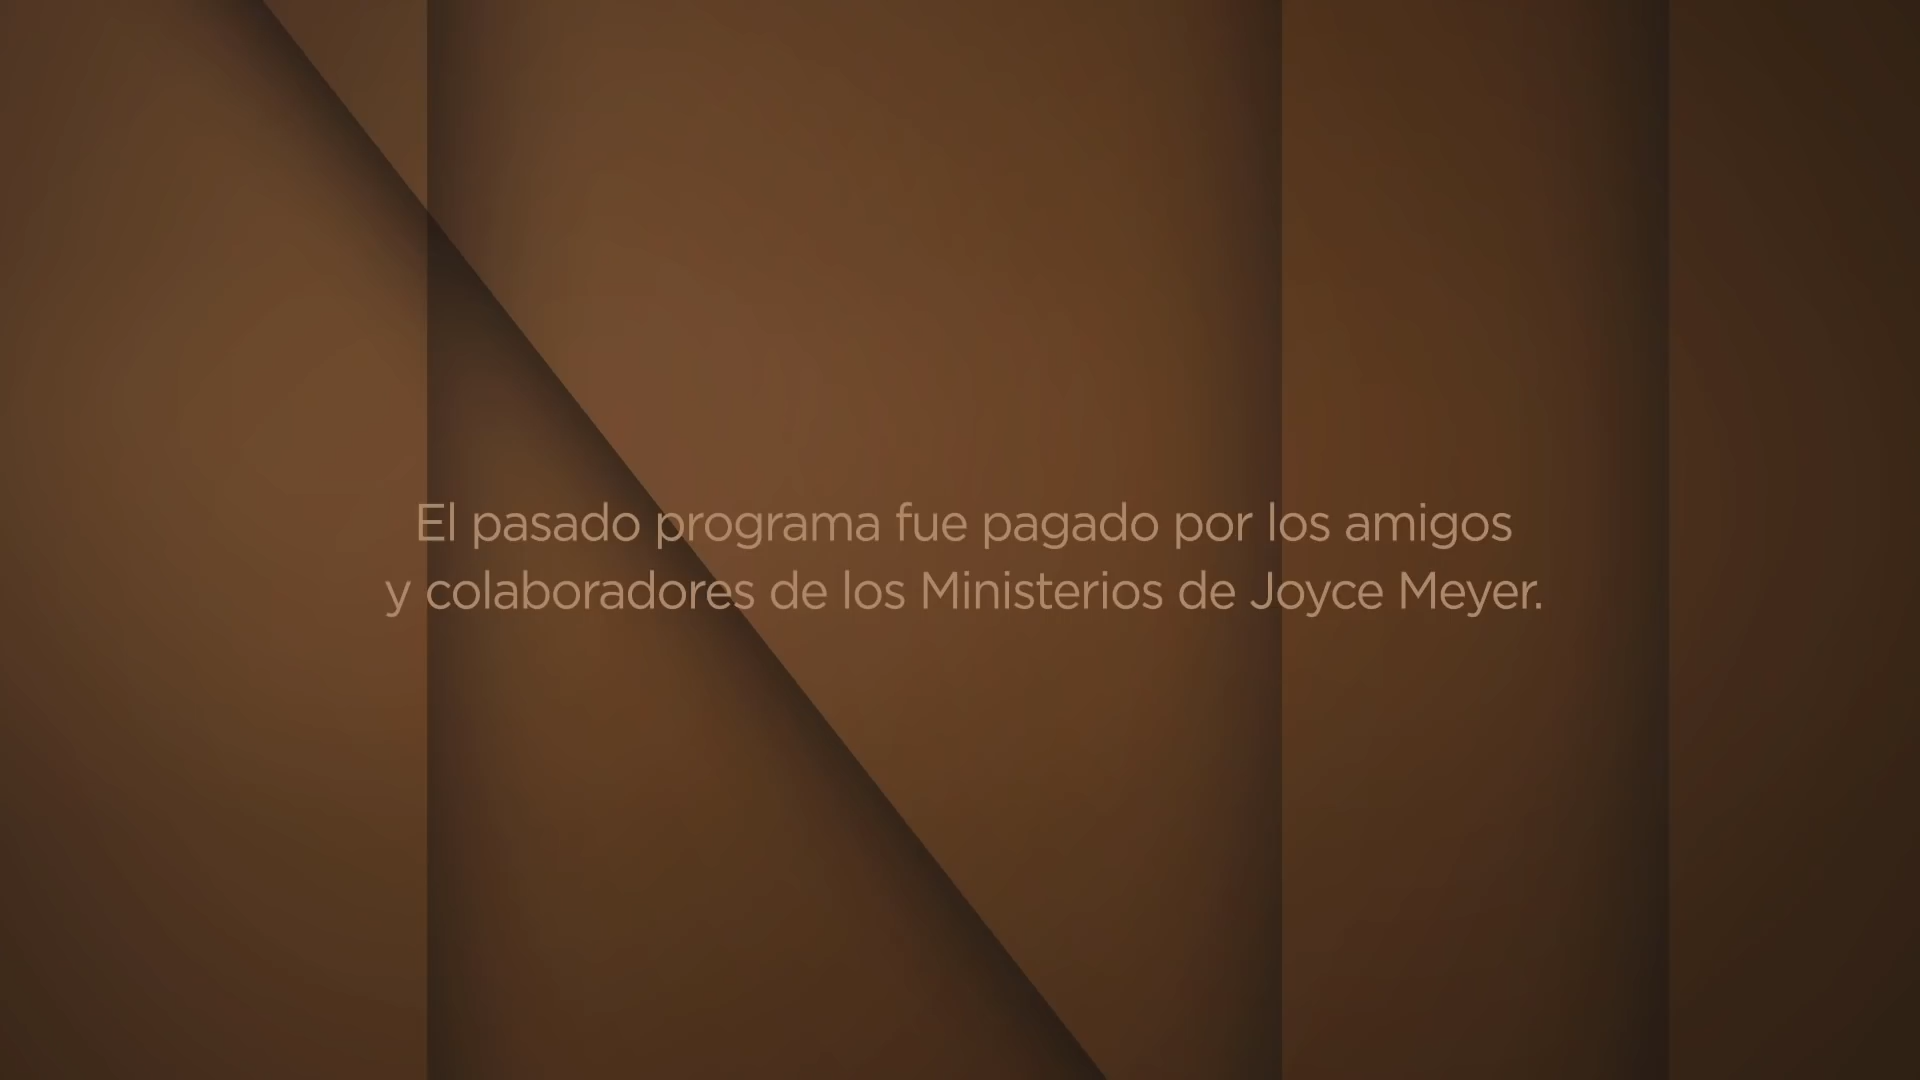 El pasado programa fue pagado por los amigos
y colaboradores de los Ministerios de Joyce Meyer.